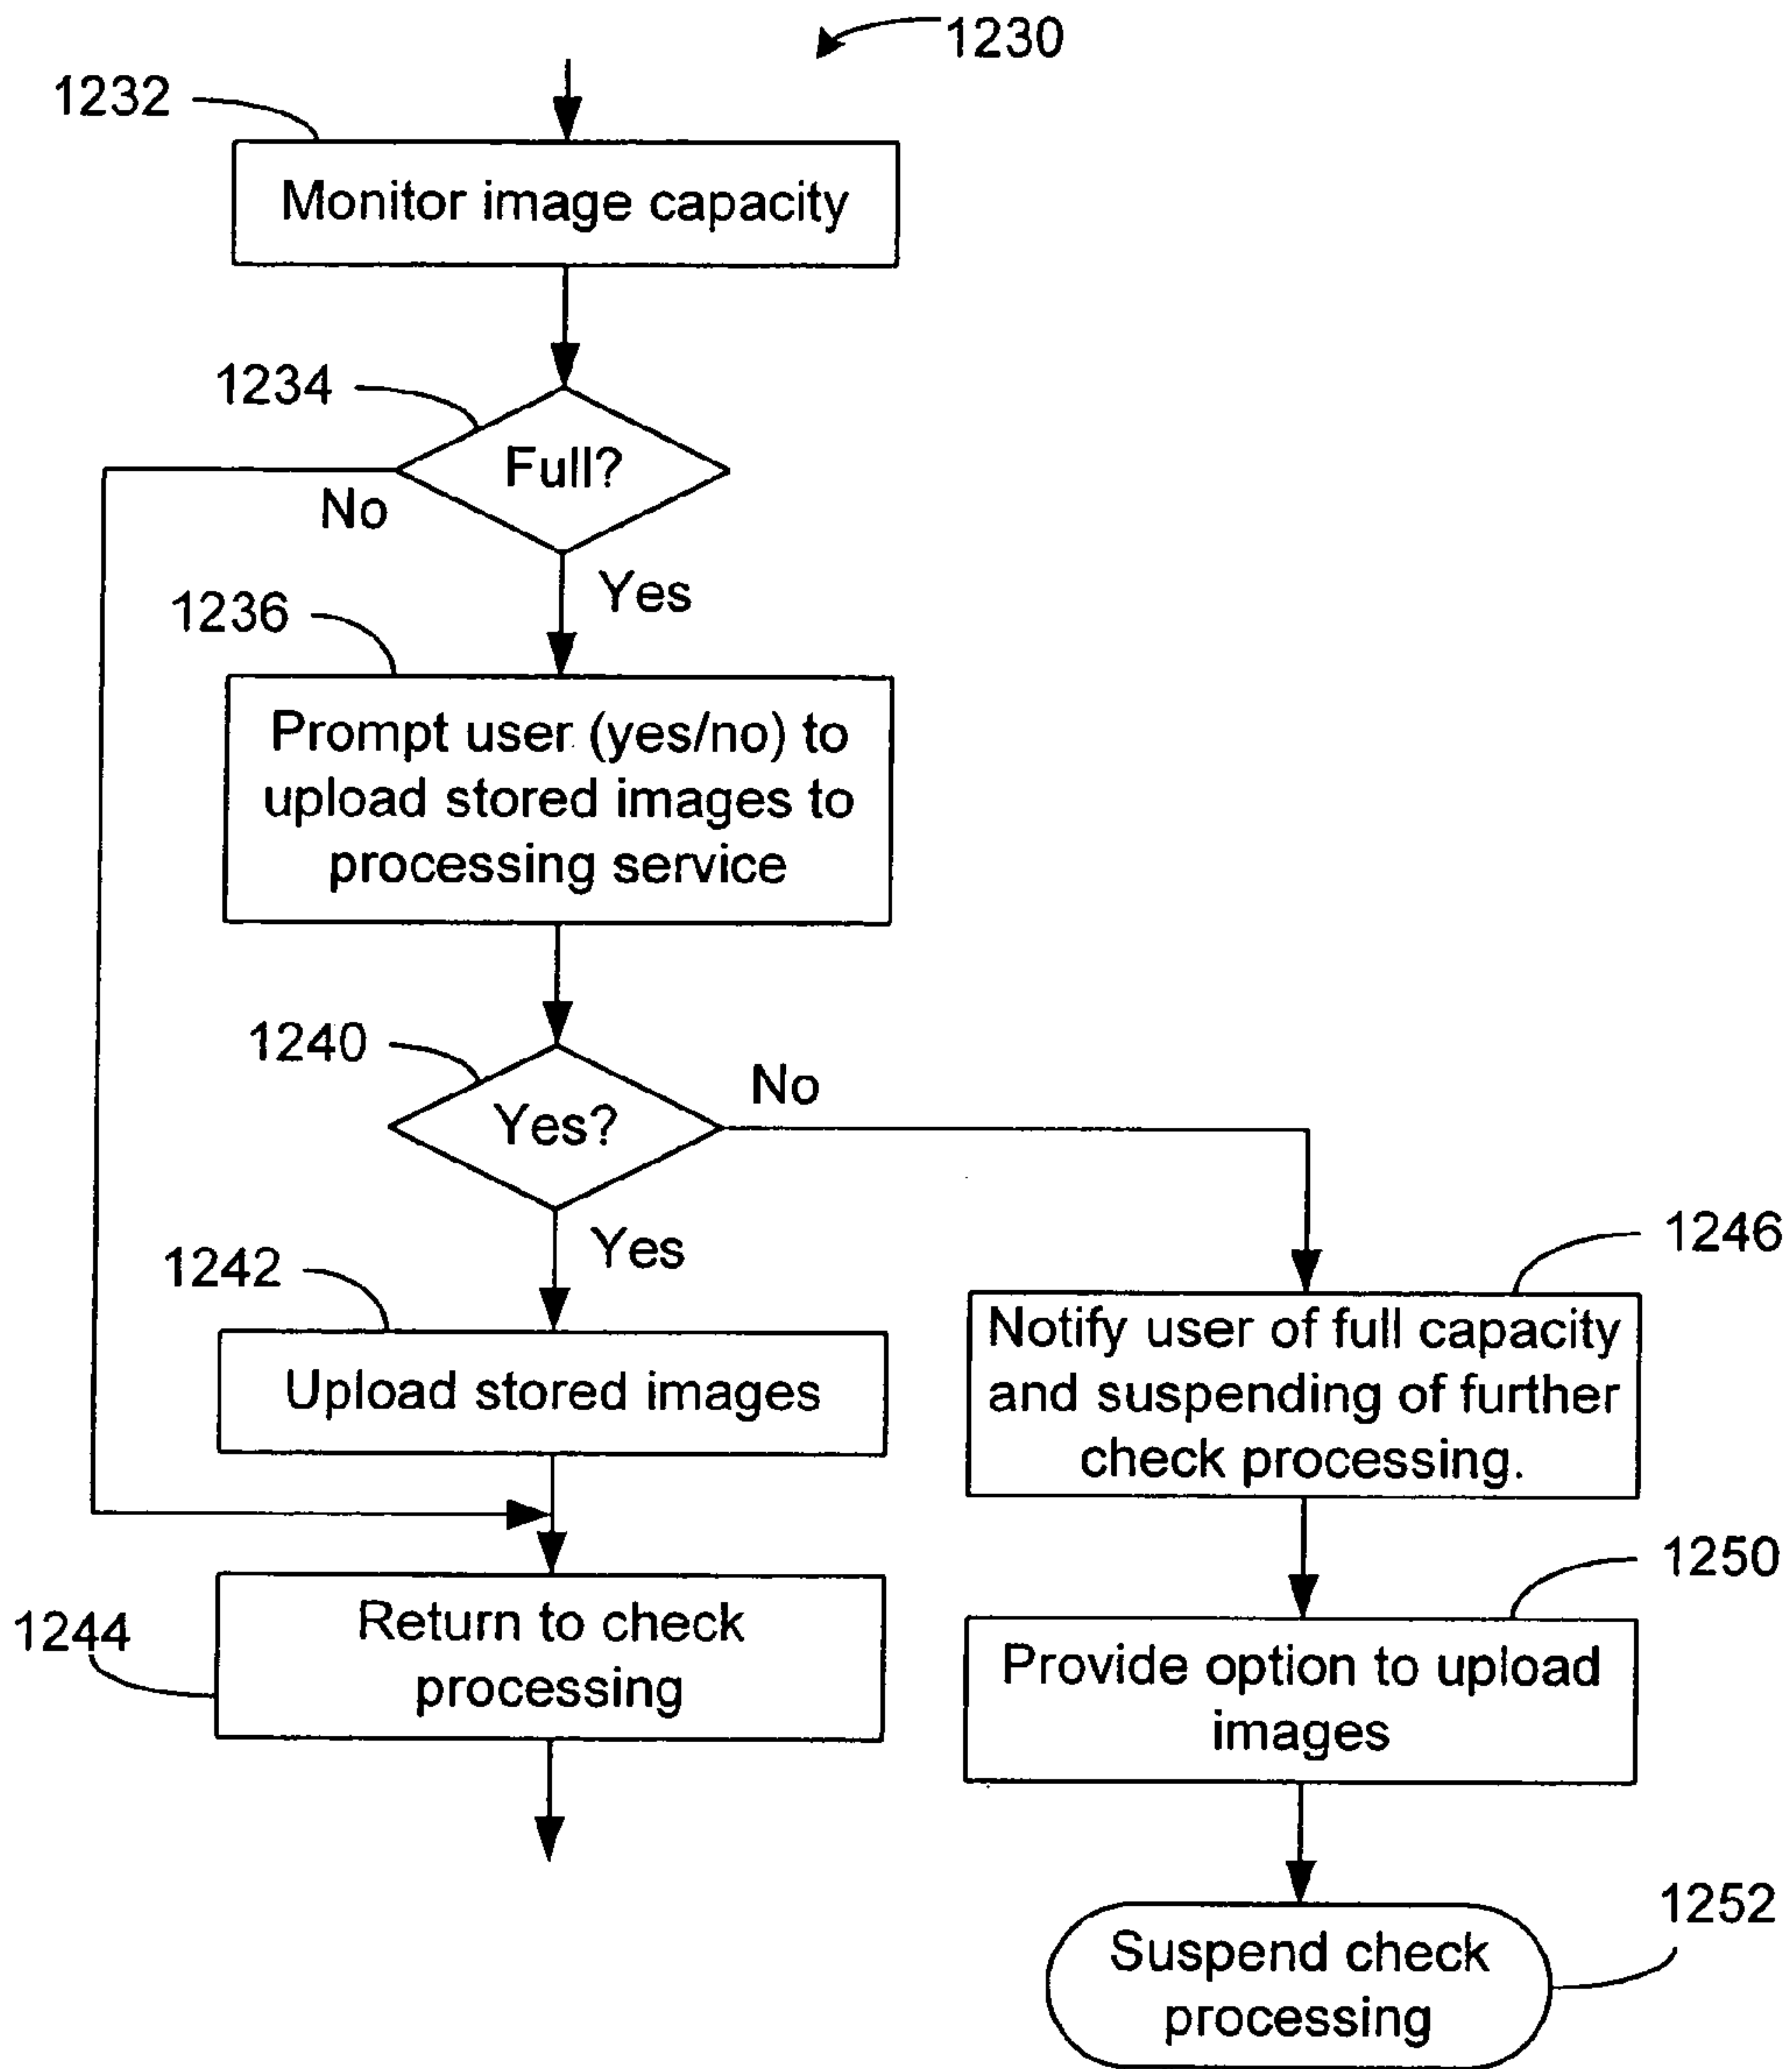 1230
1232
Monitor image capacity
1234
Full?
No
Yes
1236
Prompt user (yes/no) to
upload stored images to
processing service
1240
Yes?
No
Yes
1242
Upload stored images
1246
Notify user of full capacity
and suspending of further
check processing.
1244
Return to check
processing
1250
Provide option to upload
images
1252
Suspend check
processing